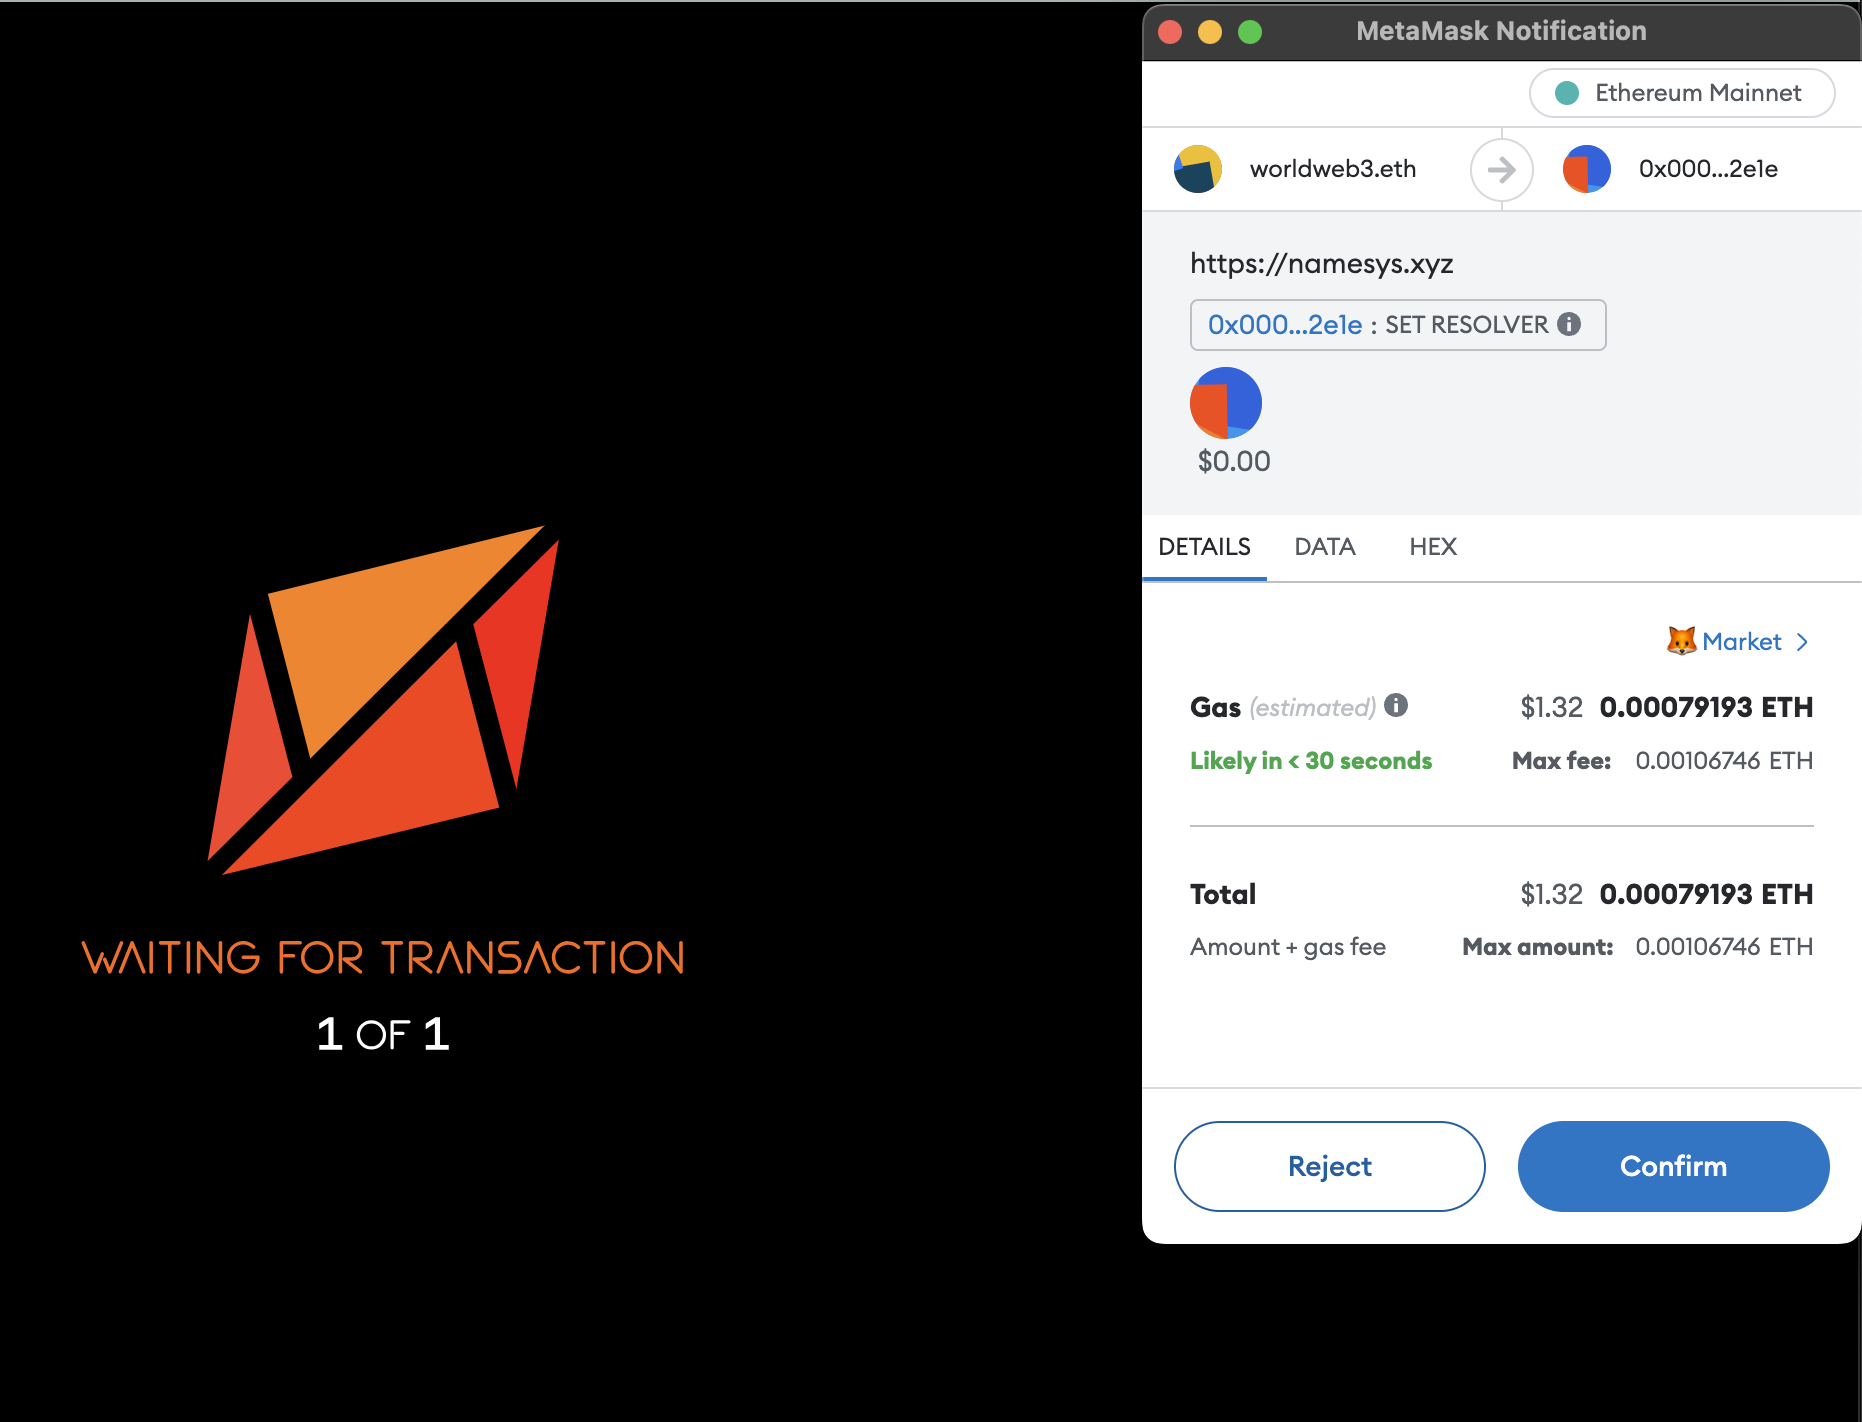 MetaMask Notification
Ethereum Mainnet
worldweb3.eth 0x000...2e1e
https://namesys.xyz
0x000...2e1e : SET RESOLVER
$0.00
DETAILS DATA HEX
Market
Gas (estimated) $1.32 0.00079193 ETH
Likely in < 30 seconds Max fee: 0.00106746 ETH
Total $1.32 0.00079193 ETH
Amount + gas fee Max amount: 0.00106746 ETH
Reject Confirm
WAITING FOR TRANSACTION
1 OF 1